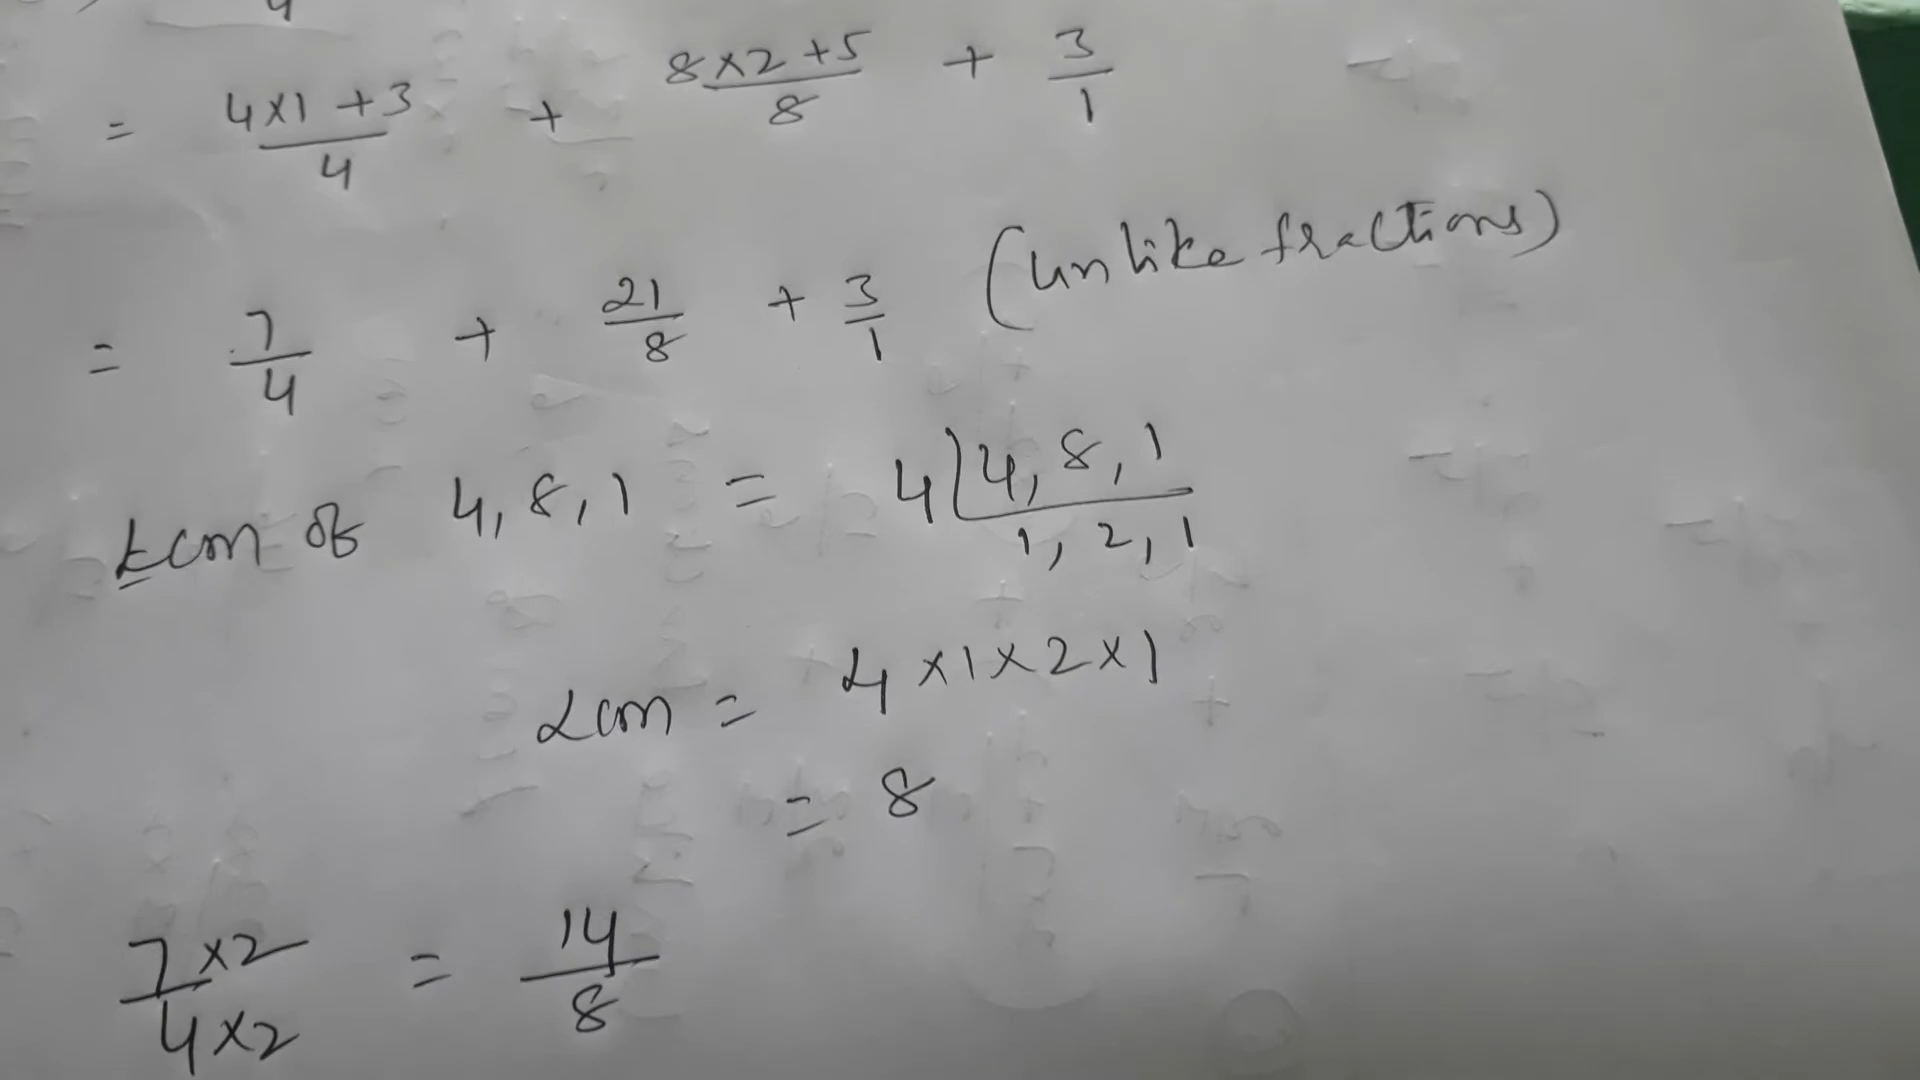 = 4×1+3/4 + 8×2+5/8 + 3/1
= 7/4 + 21/8 + 3/1 (unlike fractions)
Lcm of 4, 8, 1 = 4 | 4, 8, 1
1, 2, 1
Lcm = 4×1×2×1
= 8
7×2/4×2 = 14/8